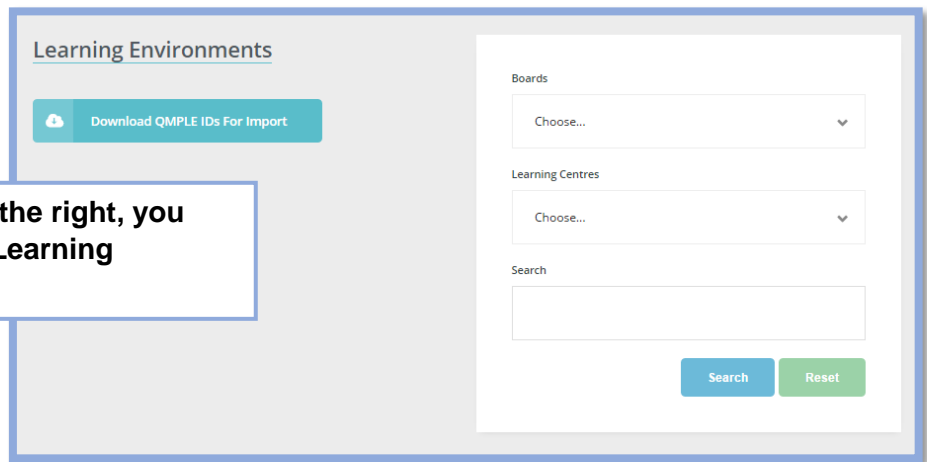 Learning Environments
Download QMPLE IDs For Import
the right, you
Learning
Boards
Choose...
Learning Centres
Choose...
Search
Search
Reset